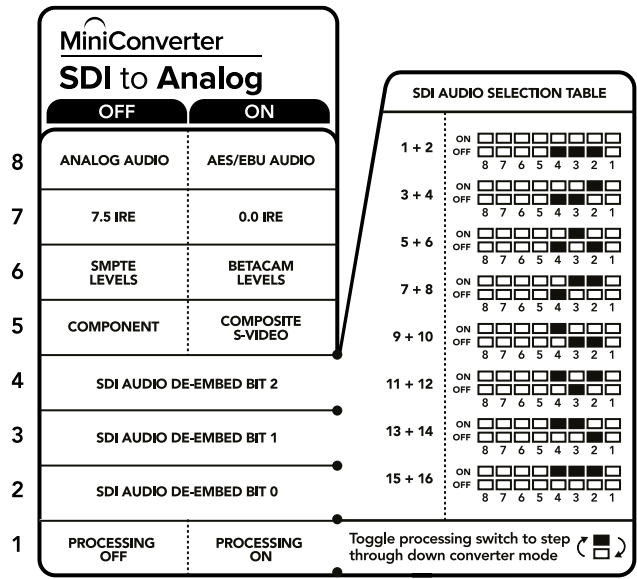 MiniConverter
SDI to Analog
OFF ON
8 ANALOG AUDIO AES/EBU AUDIO
7 7.5 IRE 0.0 IRE
6 SMPTE LEVELS BETACAM LEVELS
5 COMPONENT COMPOSITE S-VIDEO
4 SDI AUDIO DE-EMBED BIT 2
3 SDI AUDIO DE-EMBED BIT 1
2 SDI AUDIO DE-EMBED BIT 0
1 PROCESSING OFF PROCESSING ON
SDI AUDIO SELECTION TABLE
1 + 2 ON
OFF
8 7 6 5 4 3 2 1
3 + 4 ON
OFF
8 7 6 5 4 3 2 1
5 + 6 ON
OFF
8 7 6 5 4 3 2 1
7 + 8 ON
OFF
8 7 6 5 4 3 2 1
9 + 10 ON
OFF
8 7 6 5 4 3 2 1
11 + 12 ON
OFF
8 7 6 5 4 3 2 1
13 + 14 ON
OFF
8 7 6 5 4 3 2 1
15 + 16 ON
OFF
8 7 6 5 4 3 2 1
Toggle processing switch to step
through down converter mode